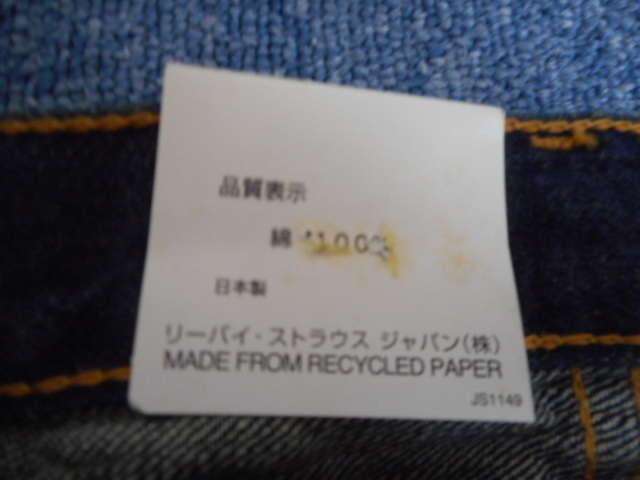 品質表示
綿 100%
日本製
リーバイ・ストラウス ジャパン(株)
MADE FROM RECYCLED PAPER
JS1149